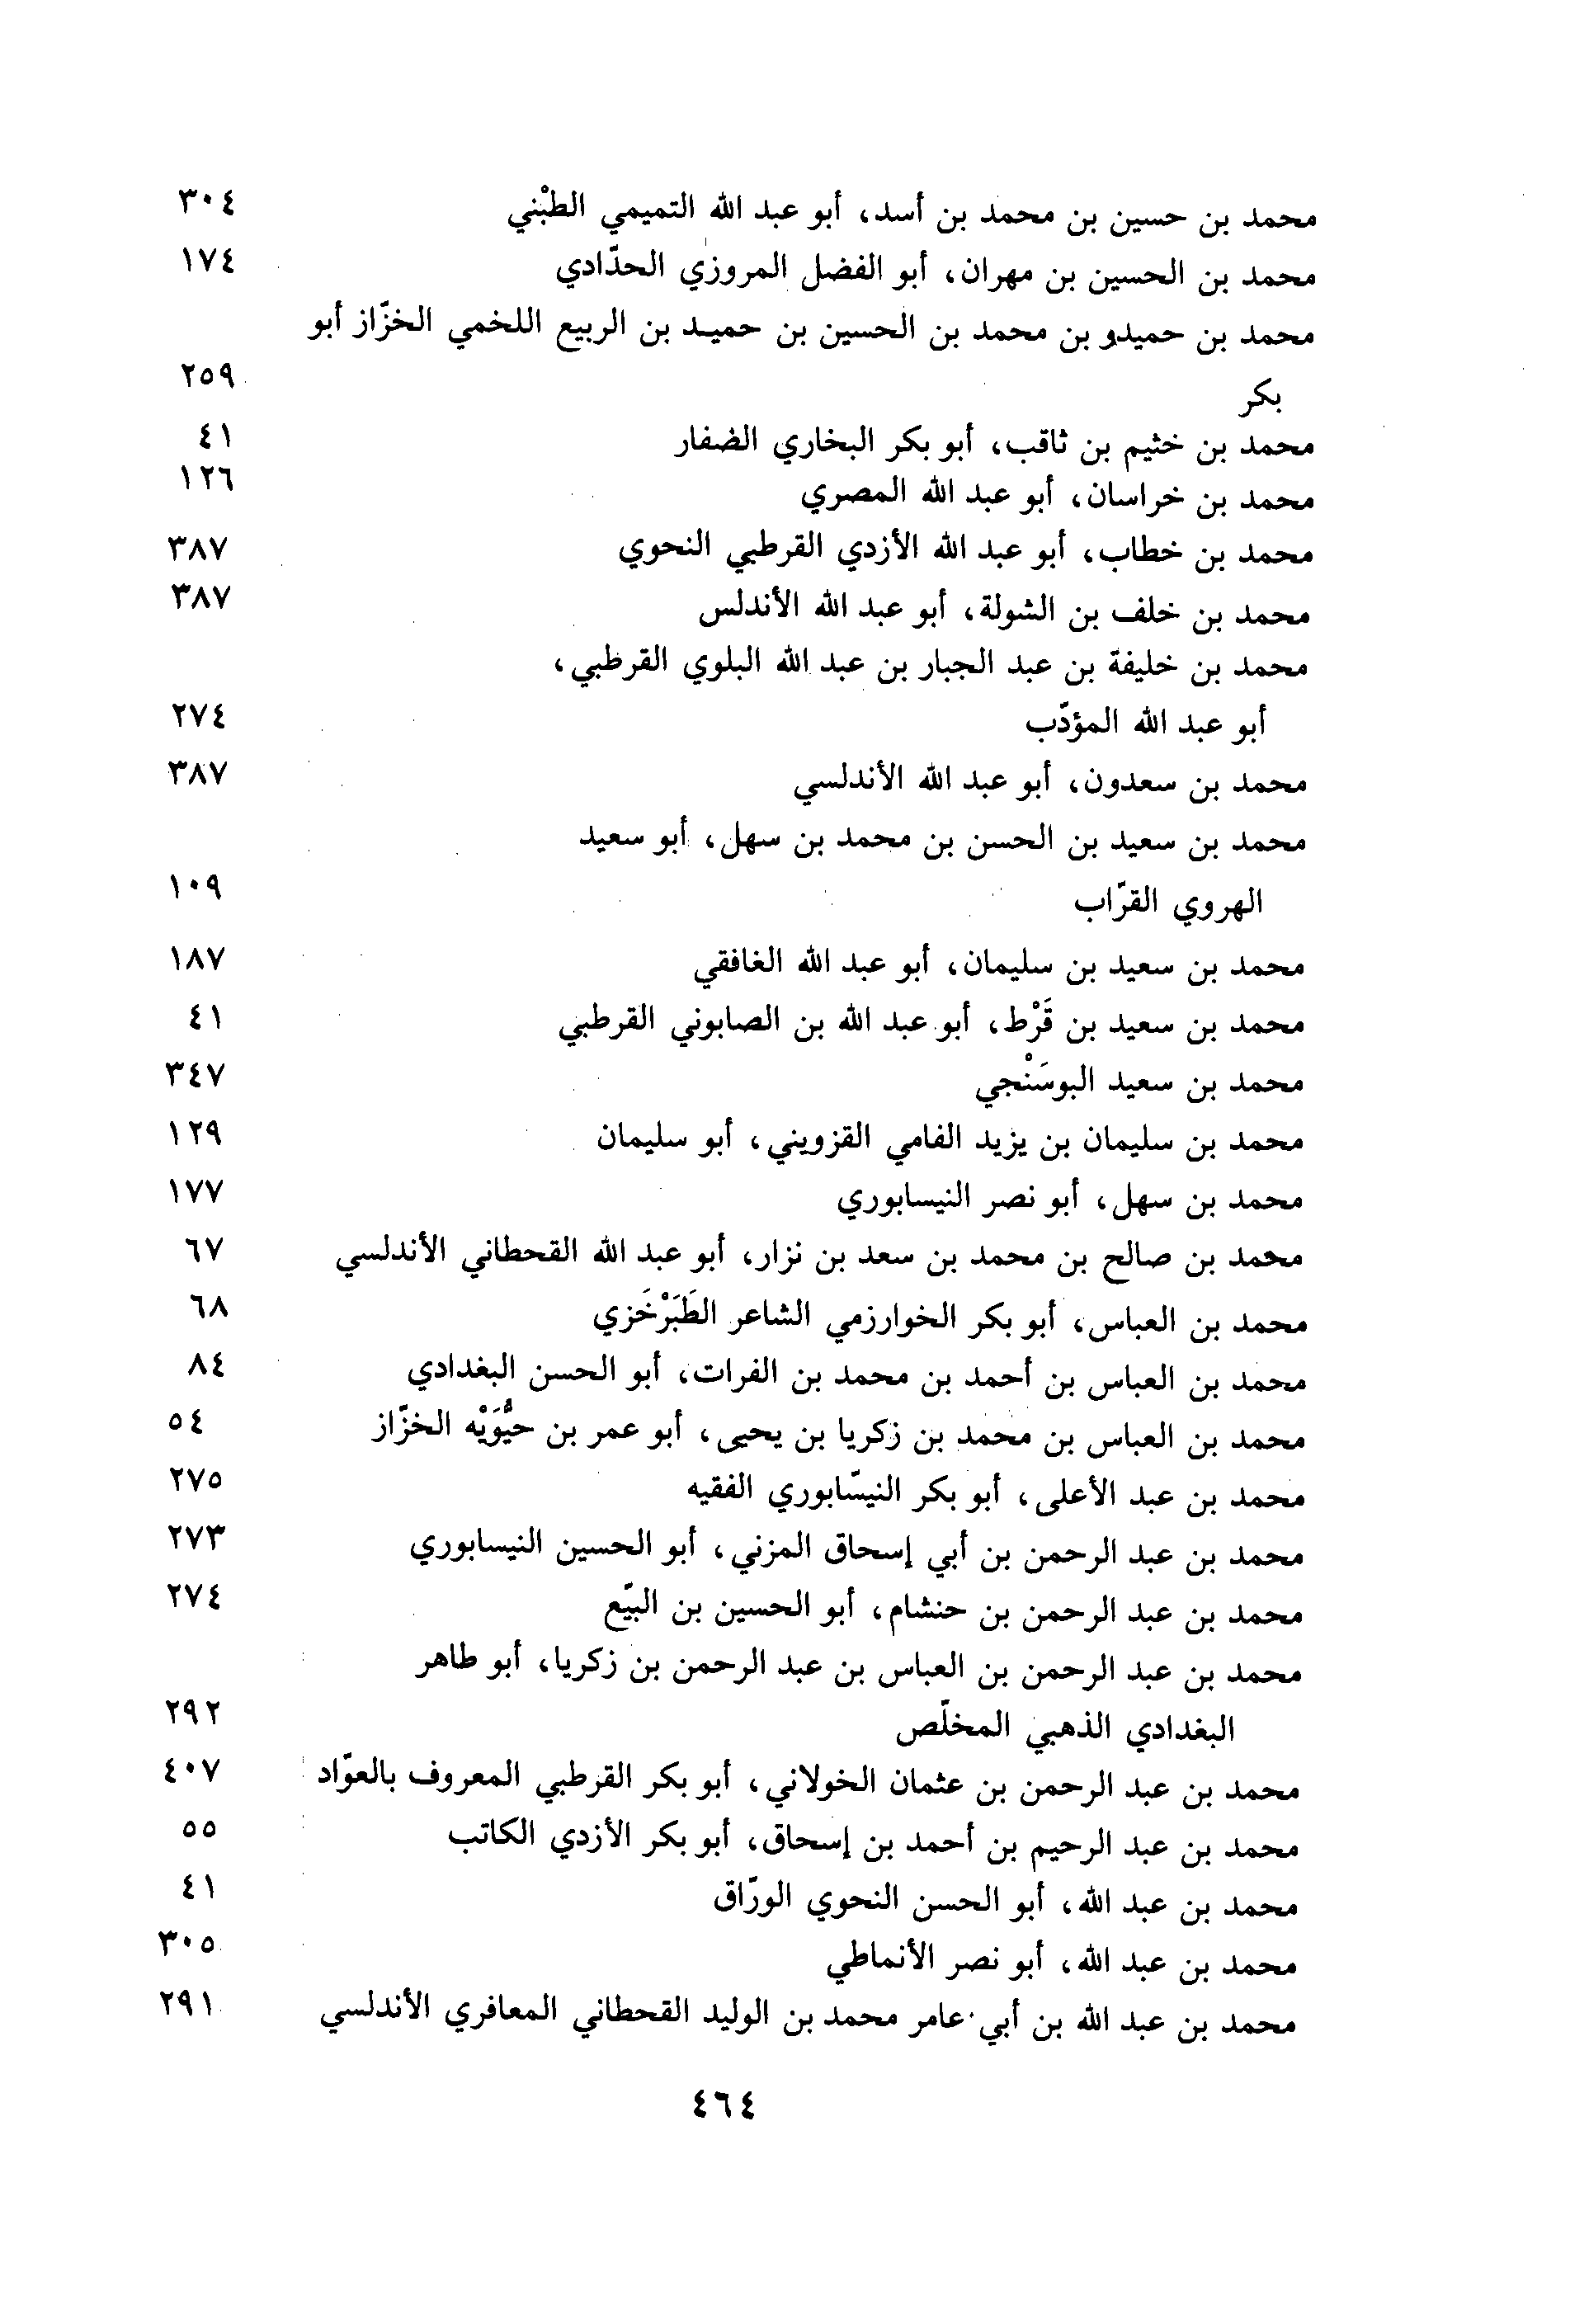 محمد بن حسين بن محمد بن أسد، أبو عبد الله التميمي الطبْني ٣٠٤
محمد بن الحسين بن مهران، أبو الفضل المروزي الحدّادي ١٧٤
محمد بن حميدو بن محمد بن الحسين بن حميد بن الربيع اللخمي الخزّاز أبو
بكر ٢٥٩
محمد بن خثيم بن ثاقب، أبو بكر البخاري الضفار ٤١
محمد بن خراسان، أبو عبد الله المصري ١٢٦
محمد بن خطاب، أبو عبد الله الأزدي القرطبي النحوي ٣٨٧
محمد بن خلف بن الشولة، أبو عبد الله الأندلس ٣٨٧
محمد بن خليفة بن عبد الجبار بن عبد الله البلوي القرطبي،
أبو عبد الله المؤدّب ٢٧٤
محمد بن سعدون، أبو عبد الله الأندلسي ٣٨٧
محمد بن سعيد بن الحسن بن محمد بن سهل، أبو سعيد
الهروي القرّاب ١٠٩
محمد بن سعيد بن سليمان، أبو عبد الله الغافقي ١٨٧
محمد بن سعيد بن قَرْط، أبو عبد الله بن الصابوني القرطبي ٤١
محمد بن سعيد البوسَنْجي ٣٤٧
محمد بن سليمان بن يزيد الفامي القزويني، أبو سليمان ١٢٩
محمد بن سهل، أبو نصر النيسابوري ١٧٧
محمد بن صالح بن محمد بن سعد بن نزار، أبو عبد الله القحطاني الأندلسي ٦٧
محمد بن العباس، أبو بكر الخوارزمي الشاعر الطَبَرْخَزي ٦٨
محمد بن العباس بن أحمد بن محمد بن الفرات، أبو الحسن البغدادي ٨٤
محمد بن العباس بن محمد بن زكريا بن يحيى، أبو عمر بن حيُّوَيْه الخزّاز ٥٤
محمد بن عبد الأعلى، أبو بكر النيسّابوري الفقيه ٢٧٥
محمد بن عبد الرحمن بن أبي إسحاق المزني، أبو الحسين النيسابوري ٢٧٣
محمد بن عبد الرحمن بن حنشام، أبو الحسين بن البيّع ٢٧٤
محمد بن عبد الرحمن بن العباس بن عبد الرحمن بن زكريا، أبو طاهر
البغدادي الذهبي المخلّص ٢٩٢
محمد بن عبد الرحمن بن عثمان الخولاني، أبو بكر القرطبي المعروف بالعوّاد ٤٠٧
محمد بن عبد الرحيم بن أحمد بن إسحاق، أبو بكر الأزدي الكاتب ٥٥
محمد بن عبد الله، أبو الحسن النحوي الورّاق ٤١
محمد بن عبد الله، أبو نصر الأنماطي ٣٠٥
محمد بن عبد الله بن أبي عامر محمد بن الوليد القحطاني المعافري الأندلسي ٢٩١
٤٦٤